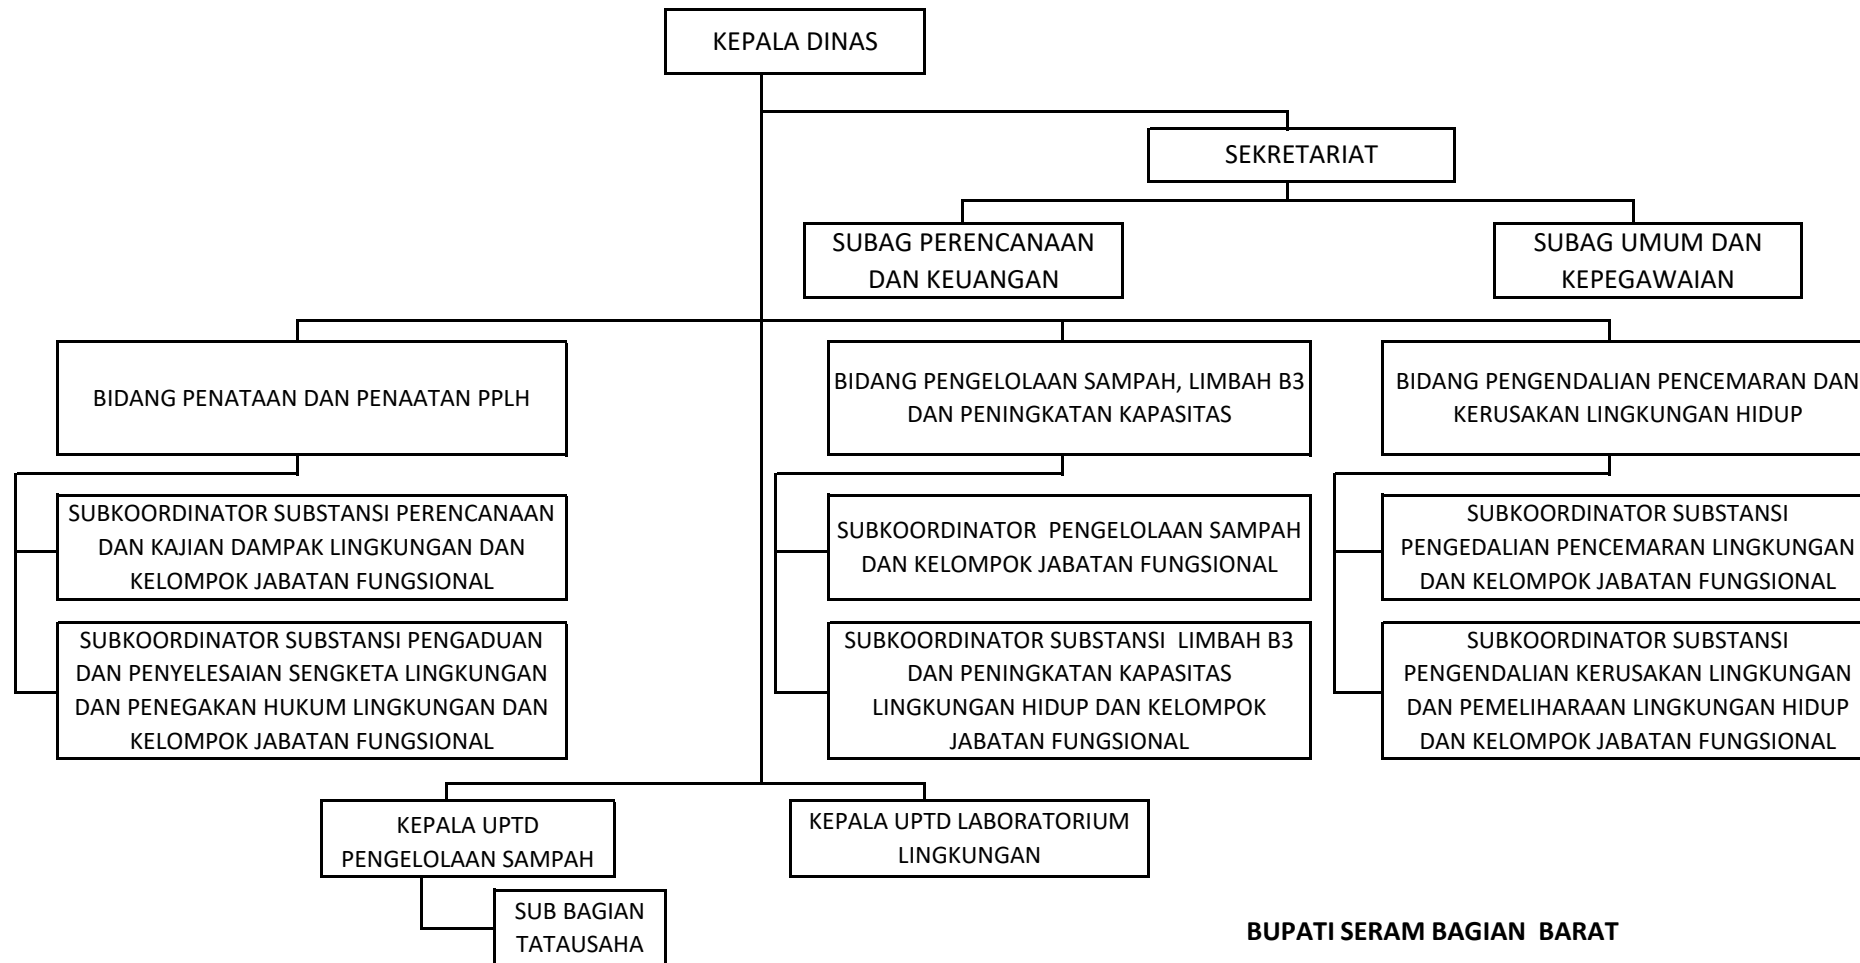 KEPALA DINAS
SEKRETARIAT
SUBAG PERENCANAAN
DAN KEUANGAN
SUBAG UMUM DAN
KEPEGAWAIAN
BIDANG PENATAAN DAN PENAATAN PPLH
BIDANG PENGELOLAAN SAMPAH, LIMBAH B3
DAN PENINGKATAN KAPASITAS
BIDANG PENGENDALIAN PENCEMARAN DAN
KERUSAKAN LINGKUNGAN HIDUP
SUBKOORDINATOR SUBSTANSI PERENCANAAN
DAN KAJIAN DAMPAK LINGKUNGAN DAN
KELOMPOK JABATAN FUNGSIONAL
SUBKOORDINATOR PENGELOLAAN SAMPAH
DAN KELOMPOK JABATAN FUNGSIONAL
SUBKOORDINATOR SUBSTANSI
PENGEDALIAN PENCEMARAN LINGKUNGAN
DAN KELOMPOK JABATAN FUNGSIONAL
SUBKOORDINATOR SUBSTANSI PENGADUAN
DAN PENYELESAIAN SENGKETA LINGKUNGAN
DAN PENEGAKAN HUKUM LINGKUNGAN DAN
KELOMPOK JABATAN FUNGSIONAL
SUBKOORDINATOR SUBSTANSI LIMBAH B3
DAN PENINGKATAN KAPASITAS
LINGKUNGAN HIDUP DAN KELOMPOK
JABATAN FUNGSIONAL
SUBKOORDINATOR SUBSTANSI
PENGENDALIAN KERUSAKAN LINGKUNGAN
DAN PEMELIHARAAN LINGKUNGAN HIDUP
DAN KELOMPOK JABATAN FUNGSIONAL
KEPALA UPTD
PENGELOLAAN SAMPAH
KEPALA UPTD LABORATORIUM
LINGKUNGAN
SUB BAGIAN
TATAUSAHA
BUPATI SERAM BAGIAN BARAT